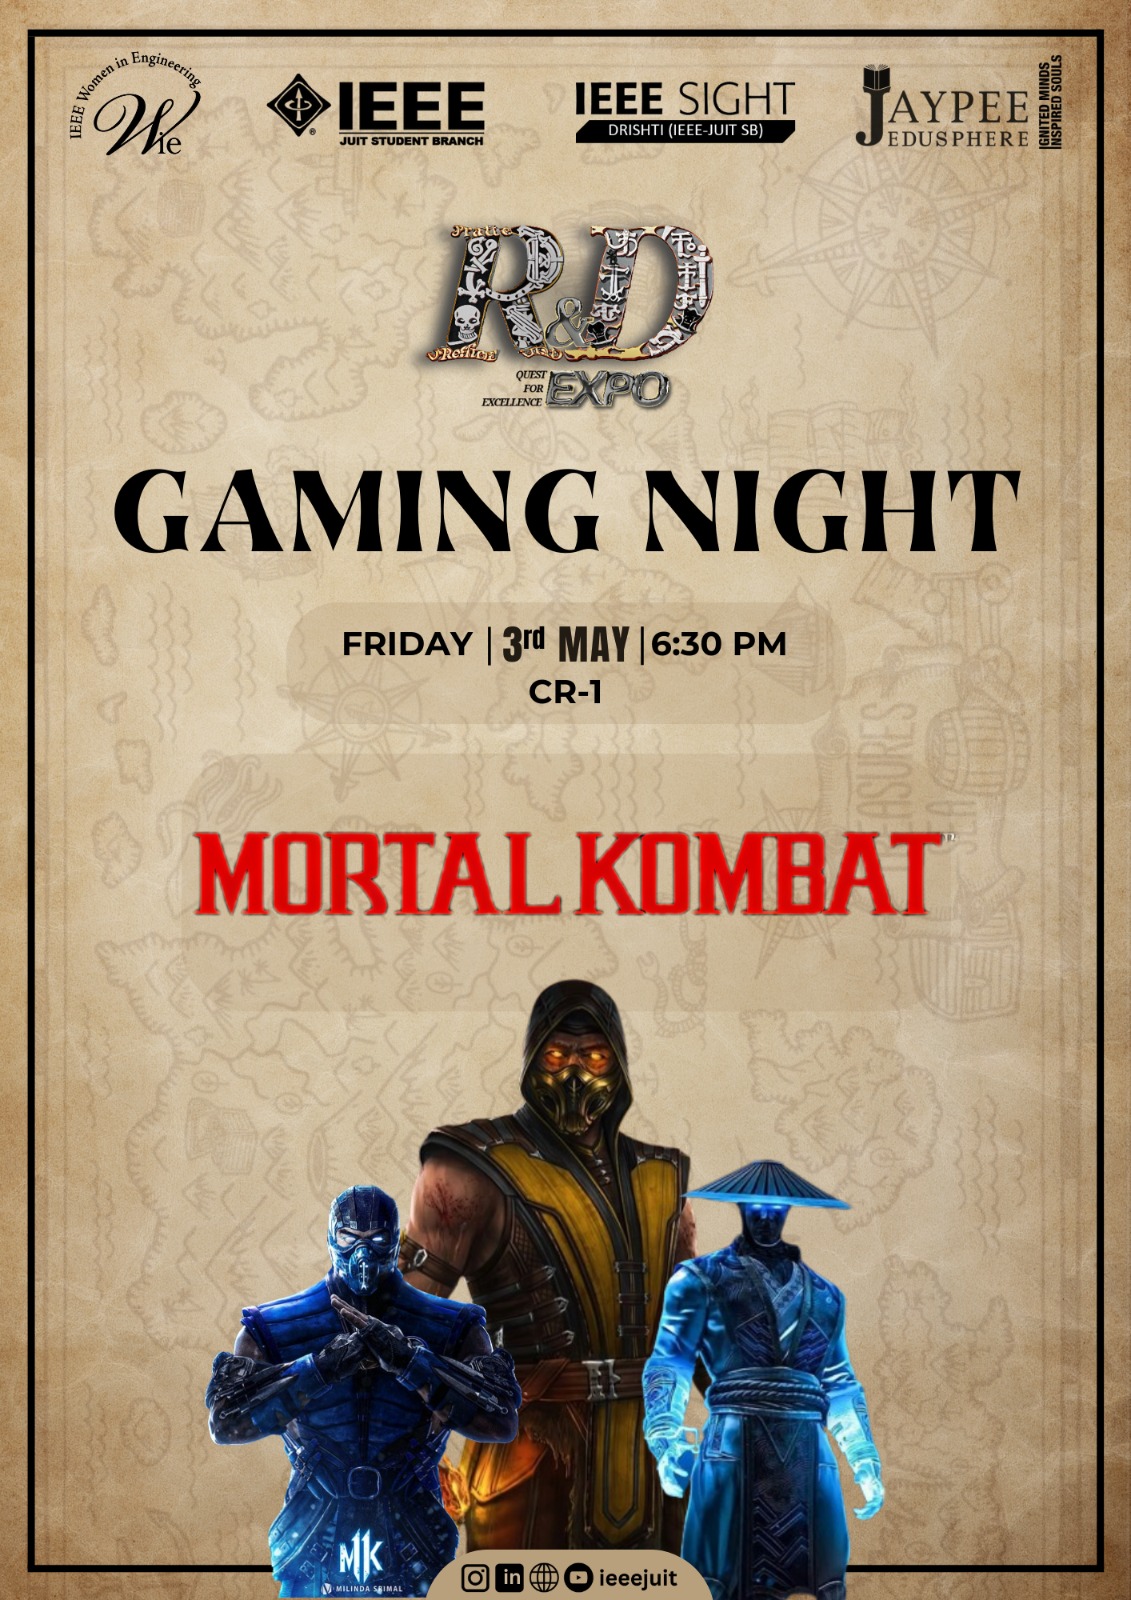 IEEE Women in Engineering
Wie
IEEE
®
JUIT STUDENT BRANCH
IEEE SIGHT
DRISHTI (IEEE-JUIT SB)
JAYPEE
EDUSPHERE
IGNITED MINDS
INSPIRED SOULS
R&D
QUEST
FOR
EXCELLENCE
EXPO
GAMING NIGHT
FRIDAY | 3rd MAY | 6:30 PM
CR-1
MORTAL KOMBAT
MK
in
ieeejuit